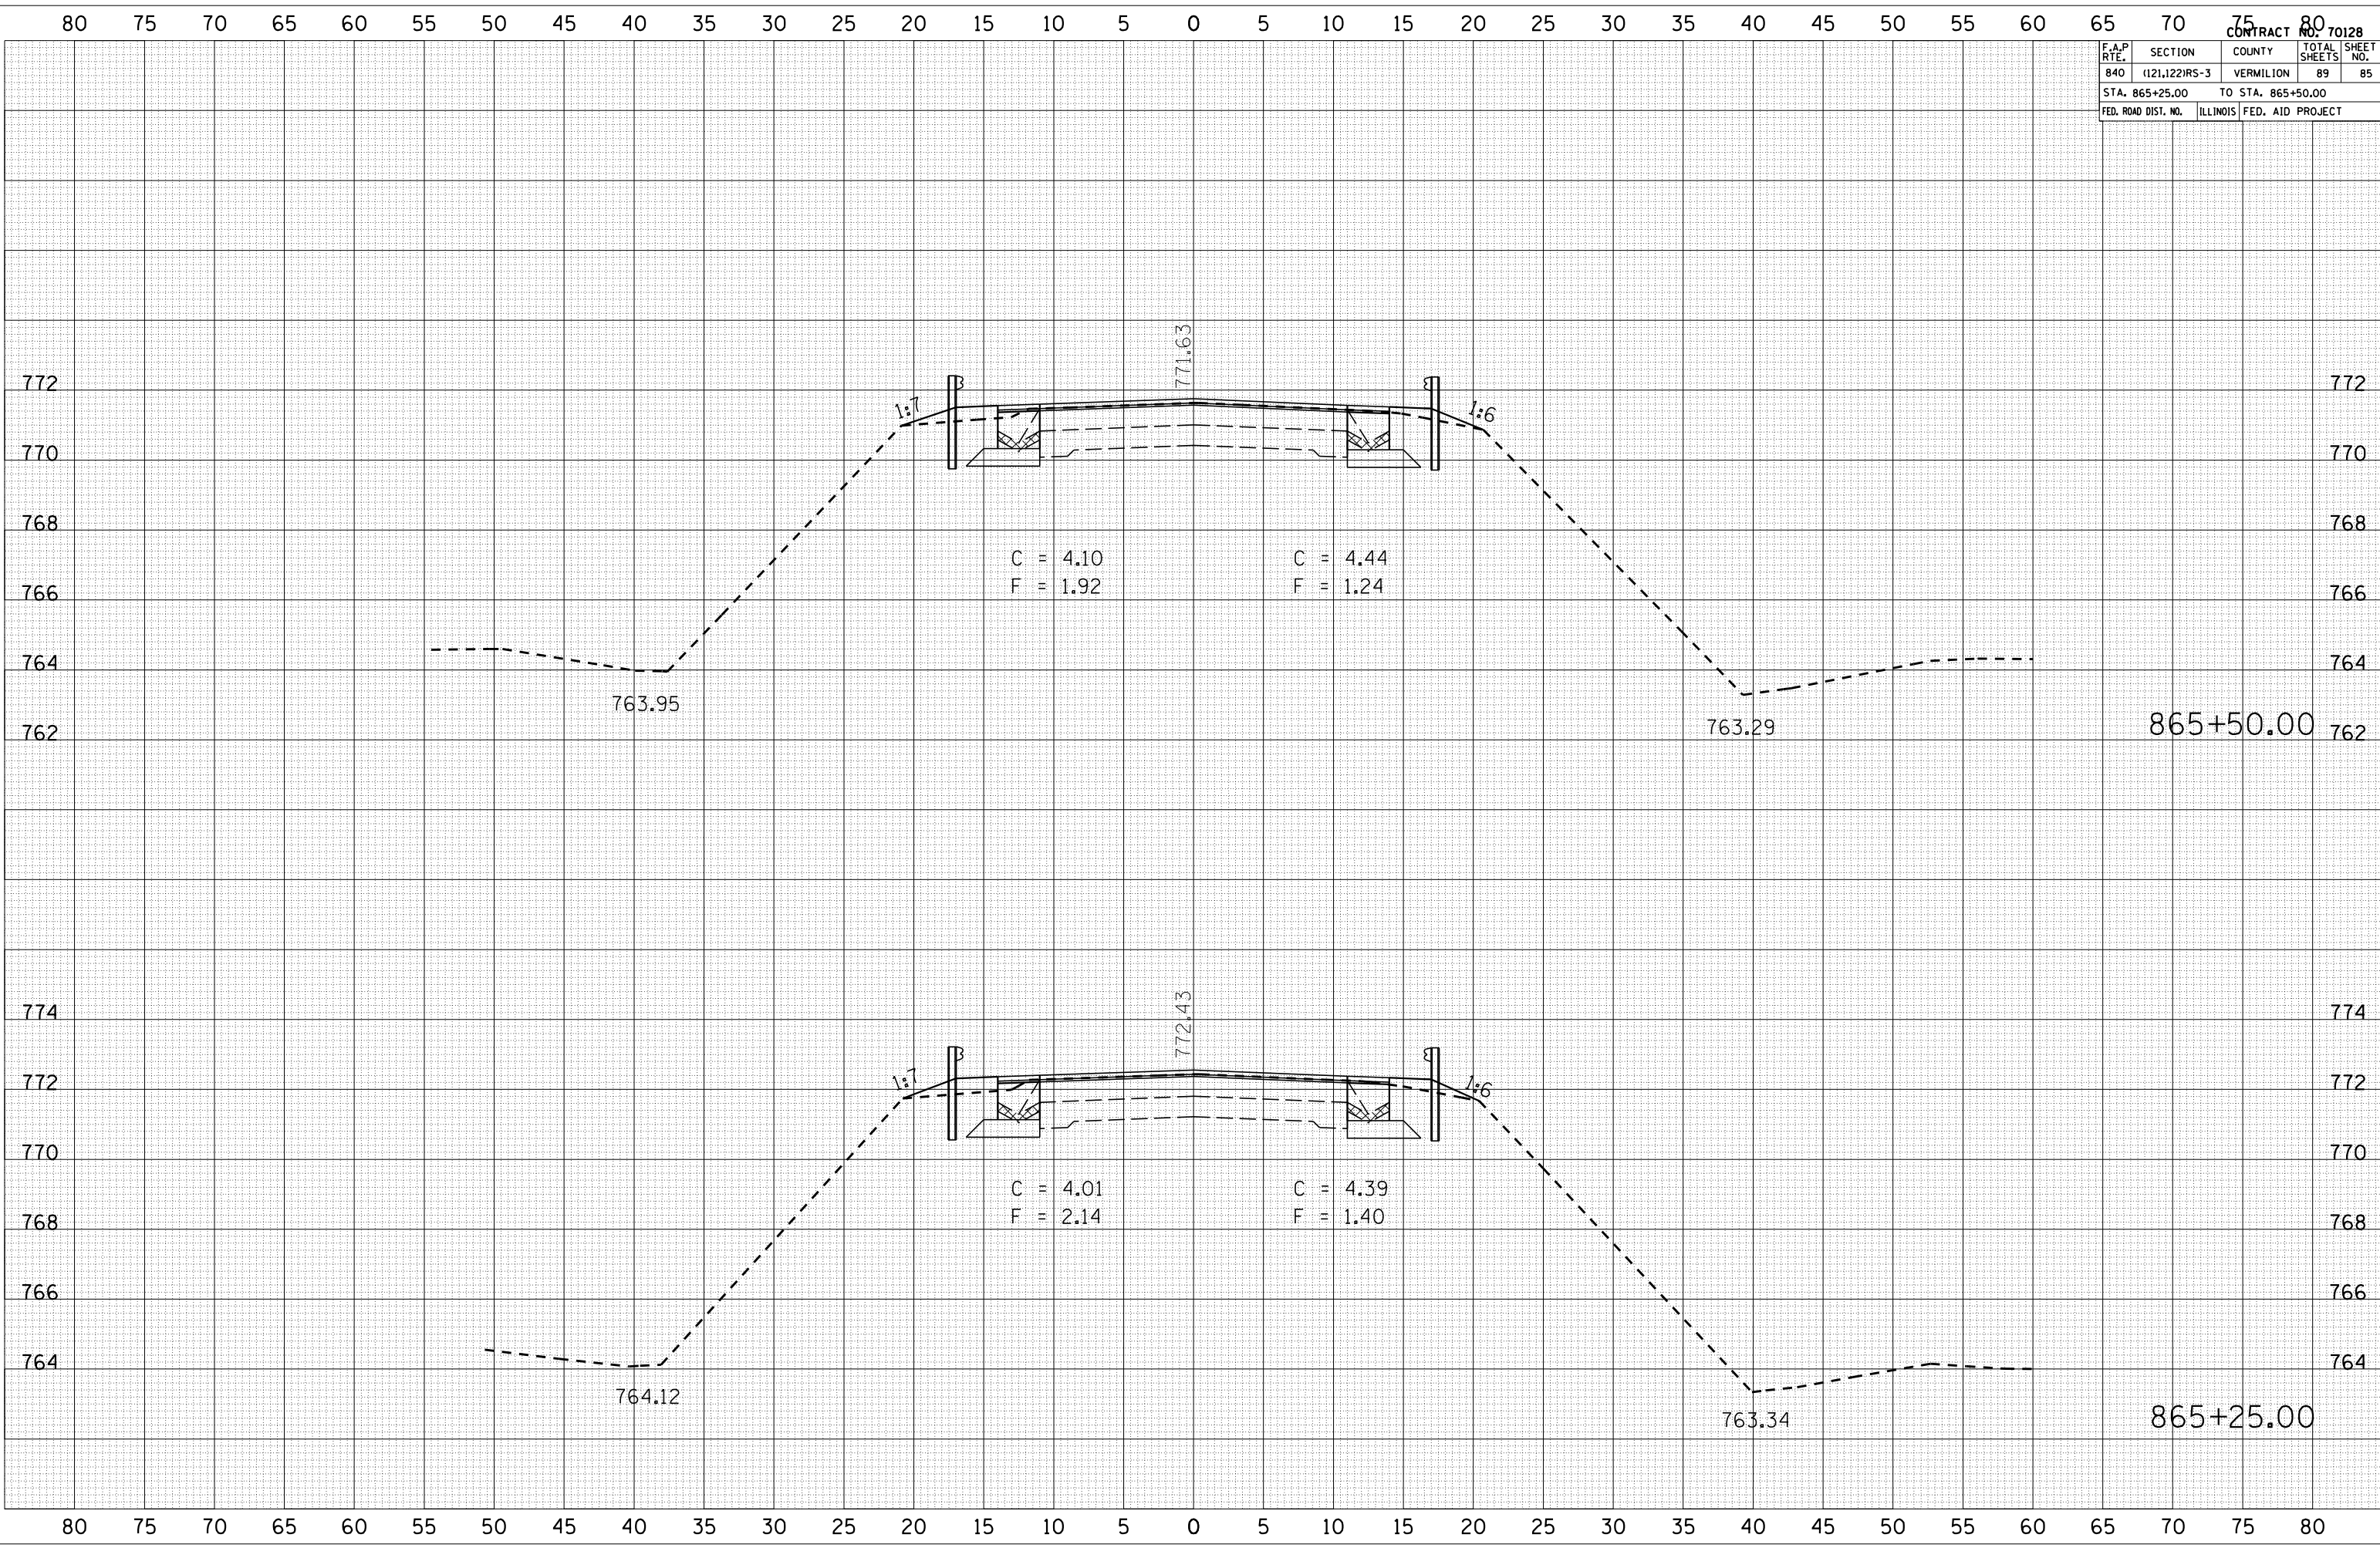 80 75 70 65 60 55 50 45 40 35 30 25 20 15 10 5 0 5 10 15 20 25 30 35 40 45 50 55 60 65 70 75 80
CONTRACT NO. 70128
F.A.P RTE. SECTION COUNTY TOTAL SHEETS SHEET NO.
840 (121,122)RS-3 VERMILION 89 85
STA. 865+25.00 TO STA. 865+50.00
FED. ROAD DIST. NO. ILLINOIS FED. AID PROJECT
771.63
772 772
1:7 1:6
770 770
768 768
C = 4.10 C = 4.44
F = 1.92 F = 1.24
766 766
764 764
763.95 763.29
762 865+50.00 762
772.43
774 774
1:7 1:6
772 772
770 770
C = 4.01 C = 4.39
F = 2.14 F = 1.40
768 768
766 766
764 764
764.12 763.34
865+25.00
80 75 70 65 60 55 50 45 40 35 30 25 20 15 10 5 0 5 10 15 20 25 30 35 40 45 50 55 60 65 70 75 80